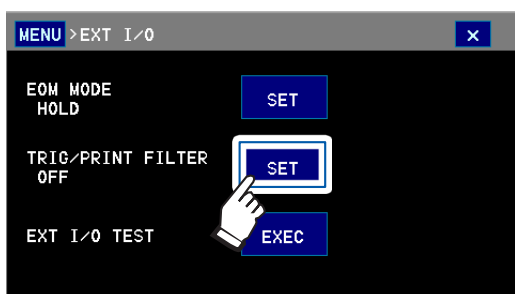 MENU >EXT I/O
×
EOM MODE
HOLD
SET
TRIG/PRINT FILTER
OFF
SET
EXT I/O TEST
EXEC